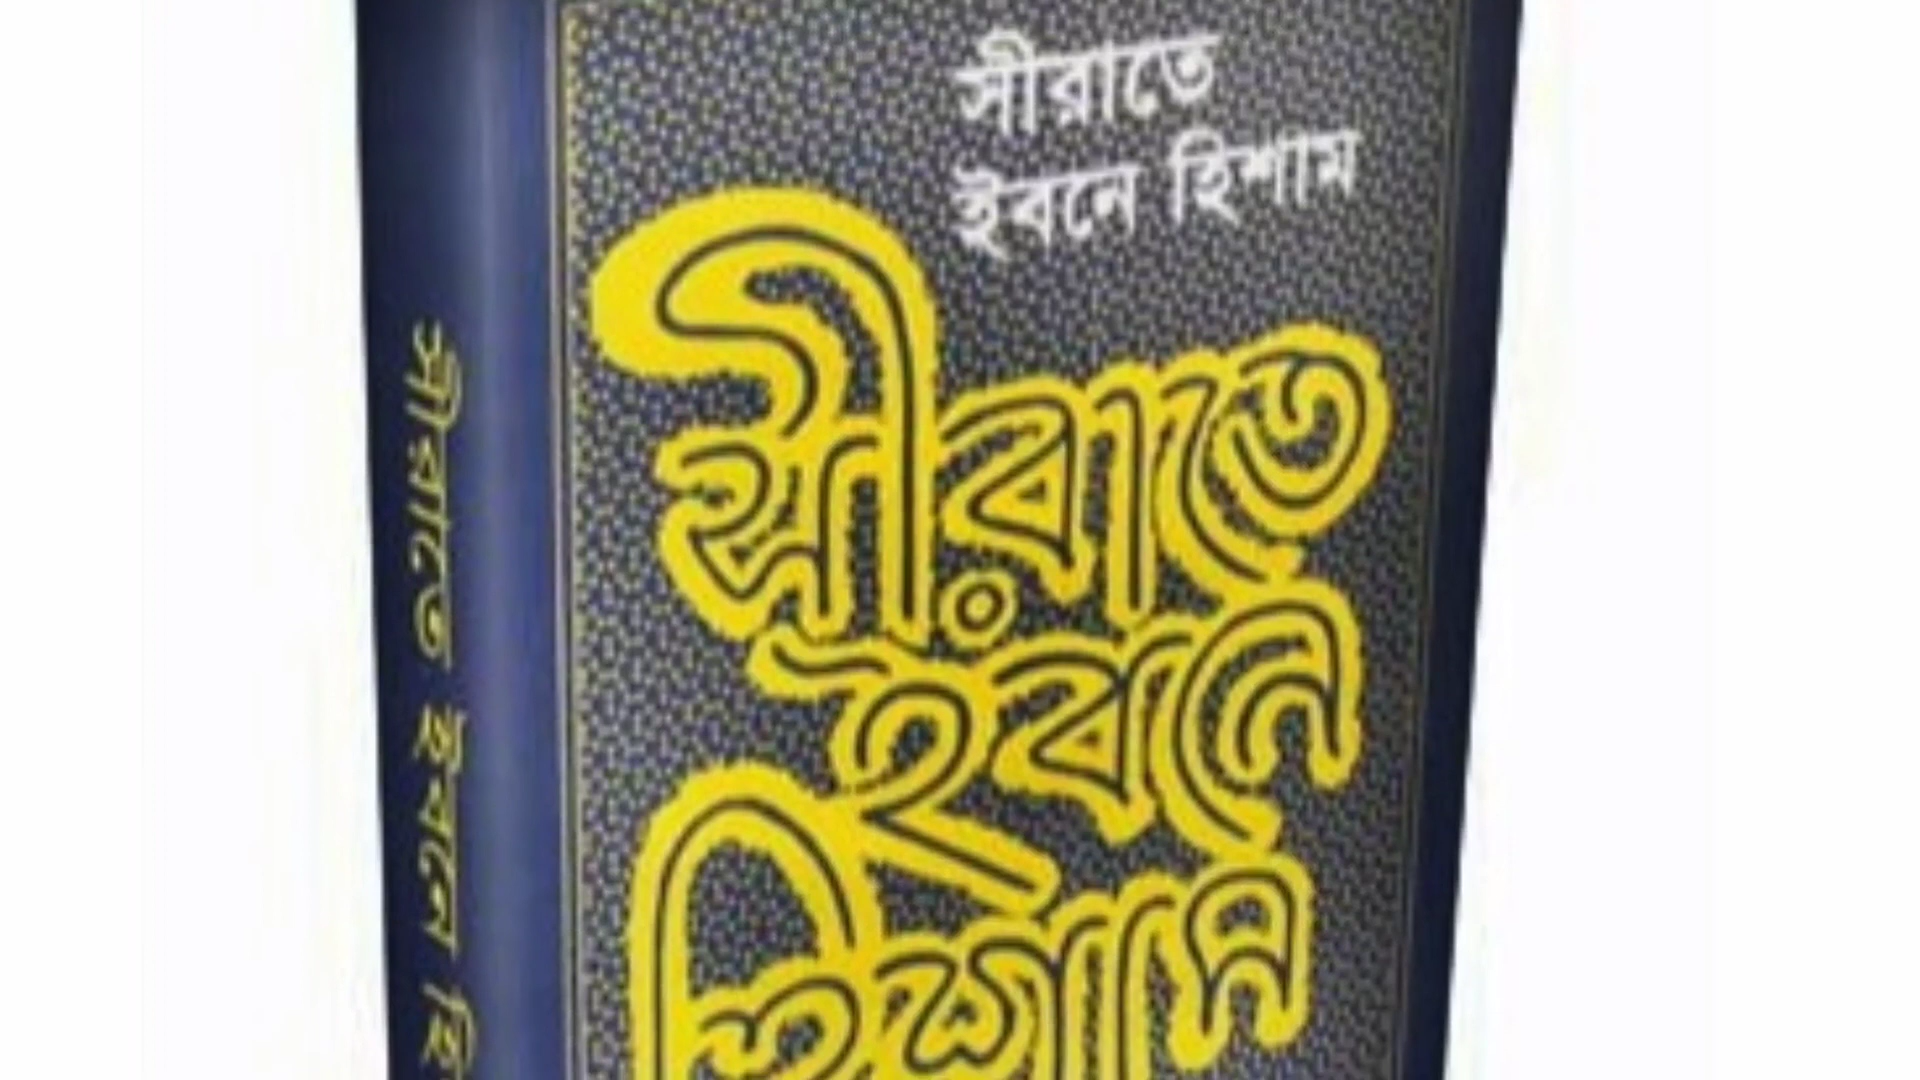 সীরাতে
ইবনে হিশাম
সীরাতে
ইবনে
হিশাম
সীরাতে ইবনে হি